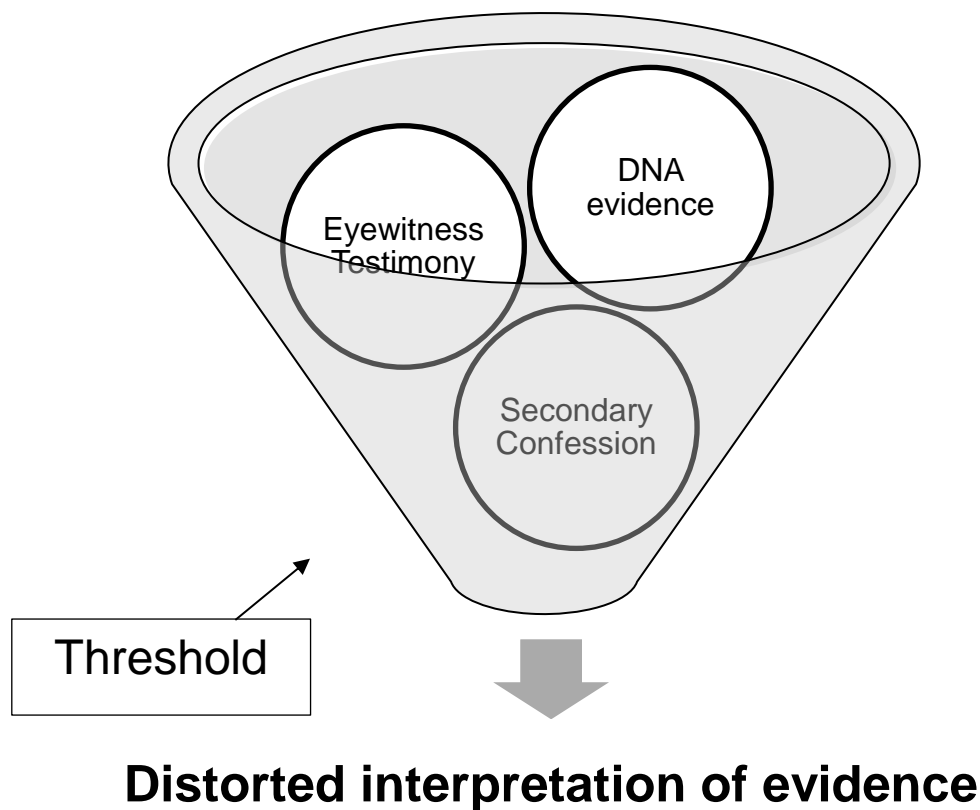 DNA
evidence
Eyewitness
Testimony
Secondary
Confession
Threshold
Distorted interpretation of evidence